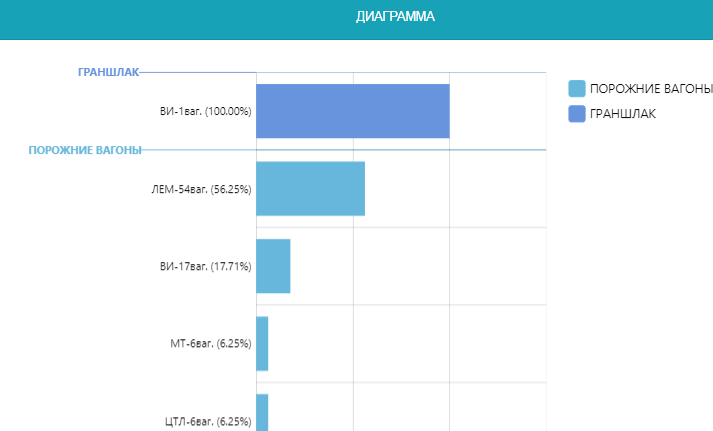 ДИАГРАММА
ГРАНШЛАК
ВИ-1ваг. (100.00%)
ПОРОЖНИЕ ВАГОНЫ
ЛЕМ-54ваг. (56.25%)
ВИ-17ваг. (17.71%)
МТ-6ваг. (6.25%)
ЦТЛ-6ваг. (6.25%)
ПОРОЖНИЕ ВАГОНЫ
ГРАНШЛАК